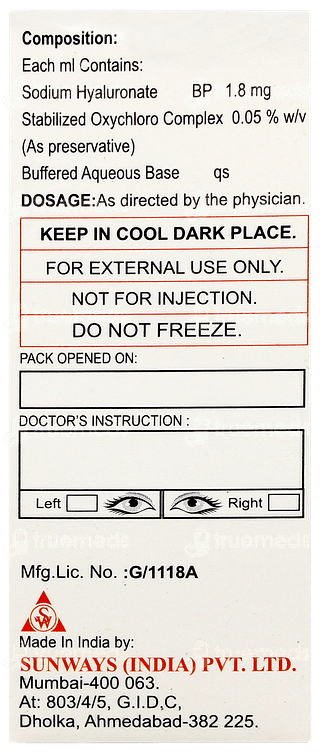 Composition:
Each ml Contains:
Sodium Hyaluronate BP 1.8 mg
Stabilized Oxychloro Complex 0.05 % w/v
(As preservative)
Buffered Aqueous Base qs
DOSAGE:As directed by the physician.
KEEP IN COOL DARK PLACE.
FOR EXTERNAL USE ONLY.
NOT FOR INJECTION.
DO NOT FREEZE.
PACK OPENED ON:
DOCTOR'S INSTRUCTION :
Left Right
truemeds
Mfg.Lic. No. :G/1118A
SW
Made In India by:
SUNWAYS (INDIA) PVT. LTD.
Mumbai-400 063.
At: 803/4/5, G.I.D,C,
Dholka, Ahmedabad-382 225.